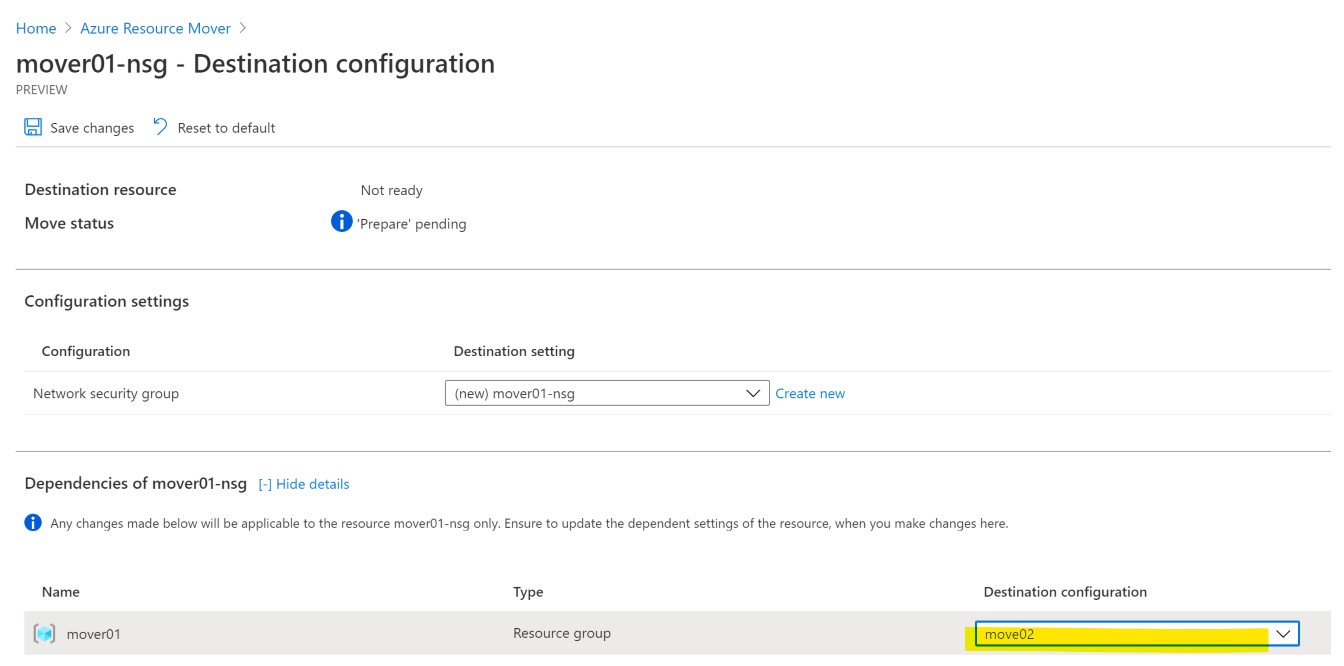 Home > Azure Resource Mover >
mover01-nsg - Destination configuration
PREVIEW
Save changes Reset to default
Destination resource Not ready
Move status 'Prepare' pending
Configuration settings
Configuration Destination setting
Network security group (new) mover01-nsg Create new
Dependencies of mover01-nsg [-] Hide details
Any changes made below will be applicable to the resource mover01-nsg only. Ensure to update the dependent settings of the resource, when you make changes here.
Name Type Destination configuration
mover01 Resource group move02